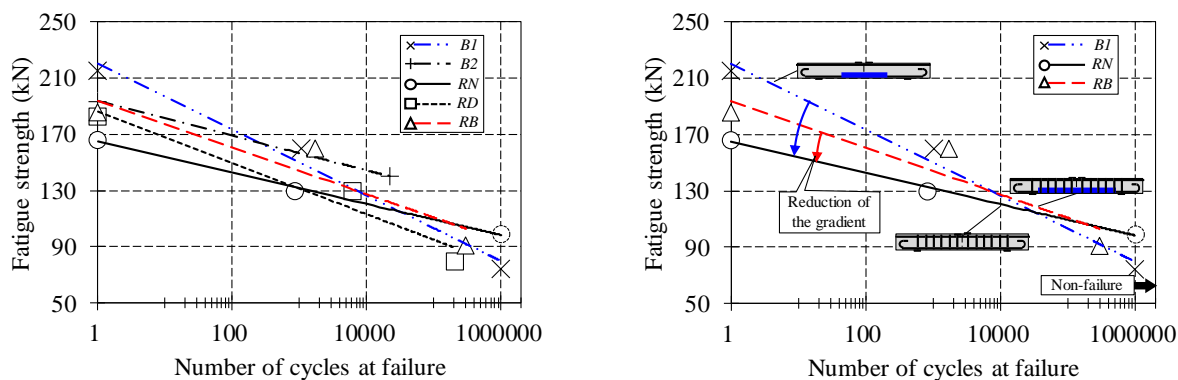 250
210
170
130
90
50
Fatigue strength (kN)
1
100
10000
1000000
Number of cycles at failure
B1
B2
RN
RD
RB
250
210
170
130
90
50
Fatigue strength (kN)
1
100
10000
1000000
Number of cycles at failure
B1
RN
RB
Reduction of
the gradient
Non-failure